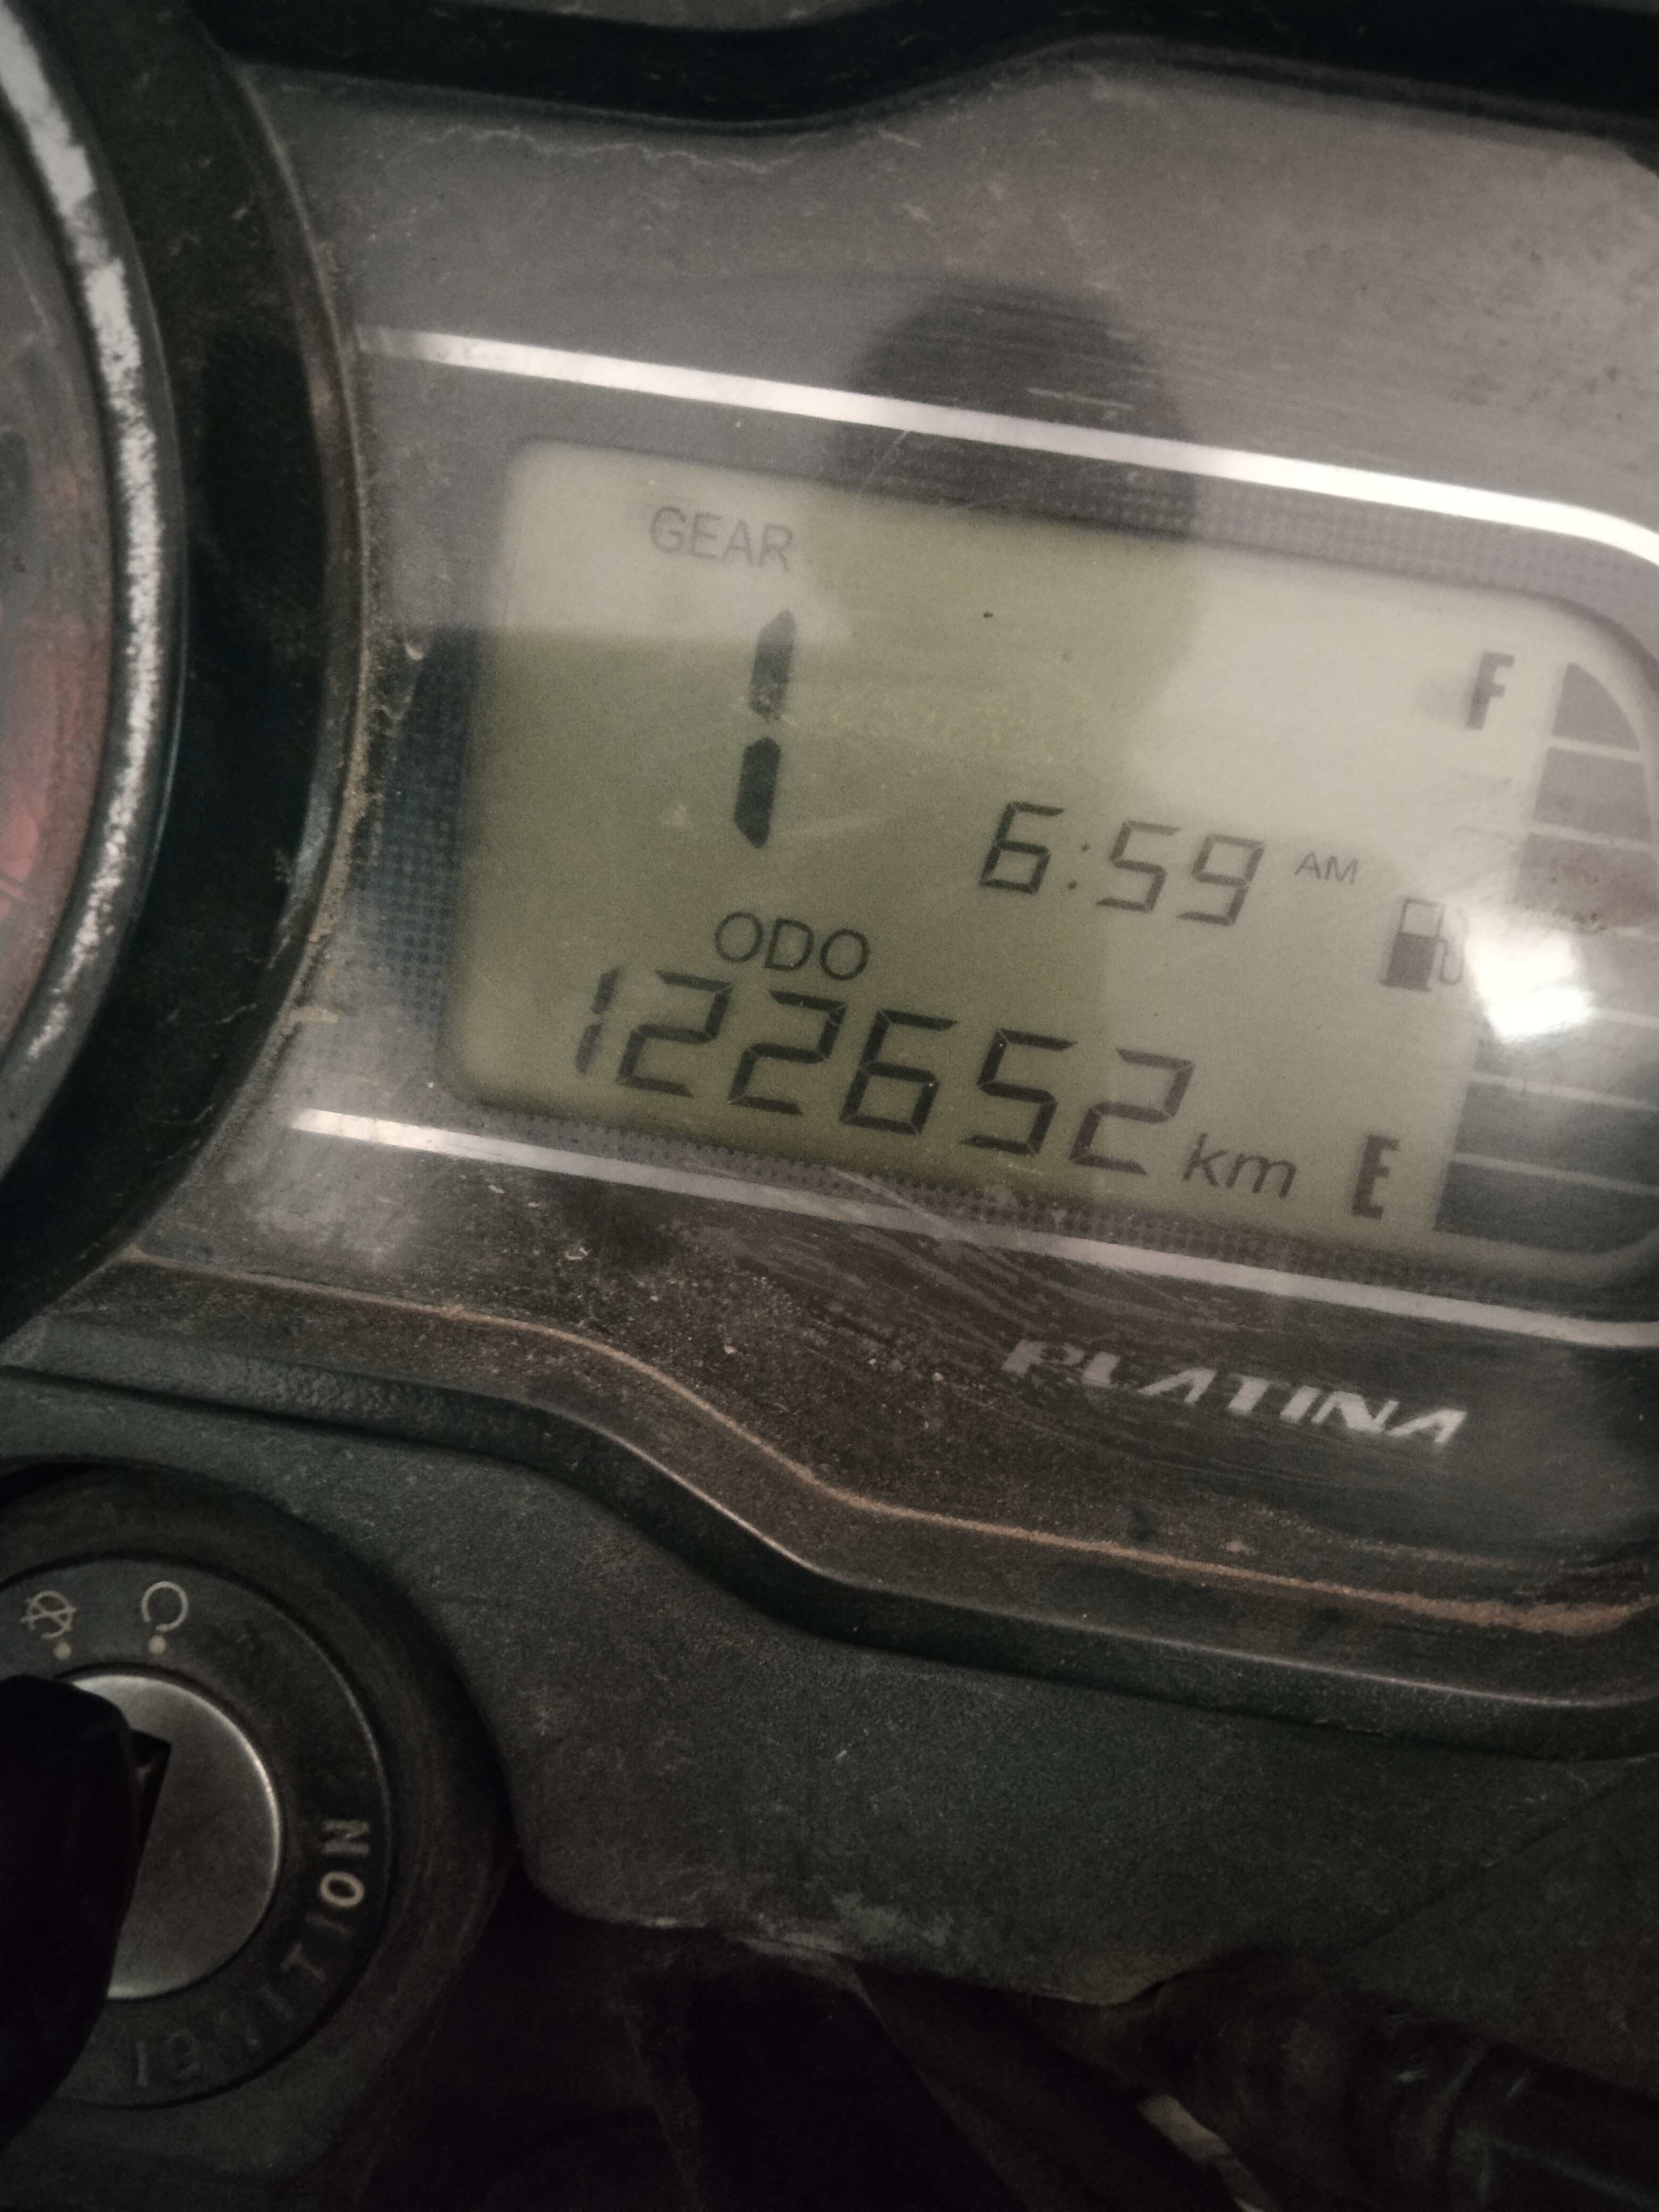 GEAR
1
F
6:59 AM
ODO
122652 km
E
PLATINA
IGNITION